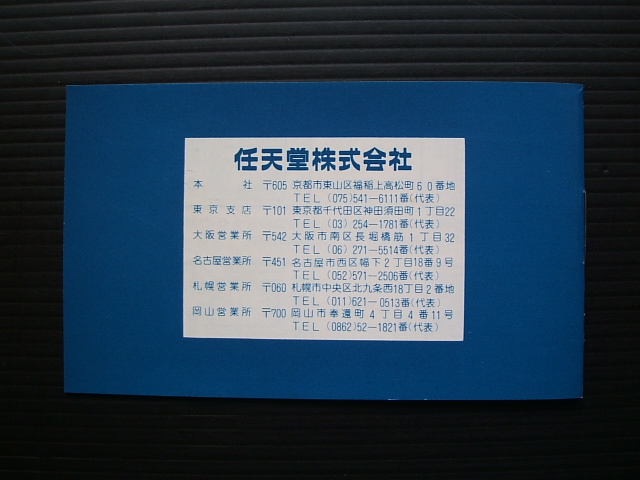 任天堂株式会社
本　社 〒605 京都市東山区福稲上高松町60番地
TEL (075)541―6111番(代表)
東京支店 〒101 東京都千代田区神田須田町1丁目22
TEL (03) 254―1781番(代表)
大阪営業所 〒542 大阪市南区長堀橋筋1丁目32
TEL (06) 271―5514番(代表)
名古屋営業所 〒451 名古屋市西区幅下2丁目18番9号
TEL (052)571―2506番(代表)
札幌営業所 〒060 札幌市中央区北九条西18丁目2番地
TEL (011)621―0513番(代表)
岡山営業所 〒700 岡山市奉還町4丁目4番11号
TEL (0862)52―1821番(代表)